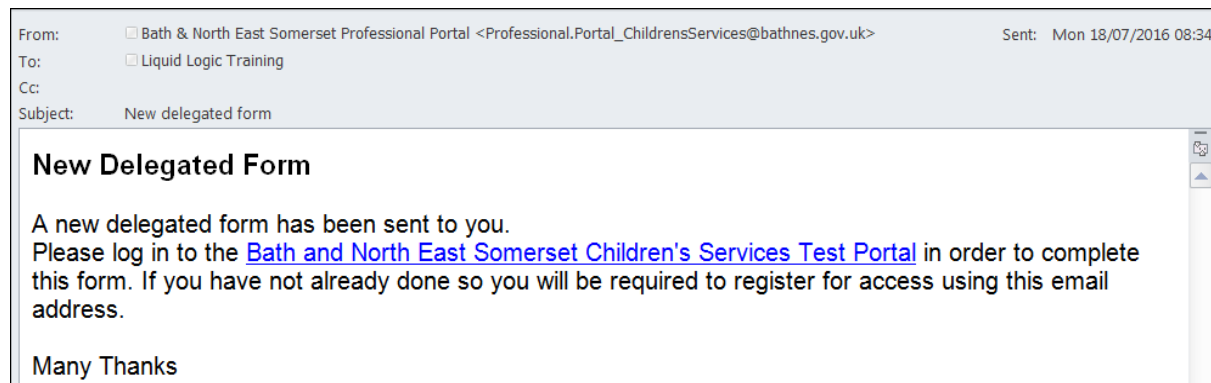 From: Bath & North East Somerset Professional Portal <Professional.Portal_ChildrensServices@bathnes.gov.uk> Sent: Mon 18/07/2016 08:34
To: Liquid Logic Training
Cc:
Subject: New delegated form
New Delegated Form
A new delegated form has been sent to you.
Please log in to the Bath and North East Somerset Children's Services Test Portal in order to complete
this form. If you have not already done so you will be required to register for access using this email
address.
Many Thanks